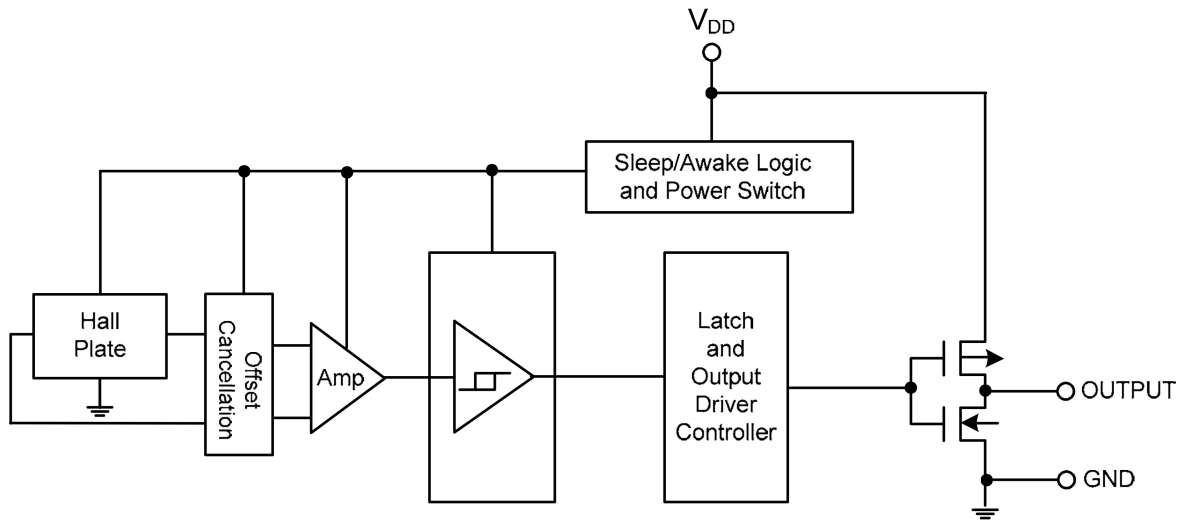 VDD
Sleep/Awake Logic
and Power Switch
Hall
Plate
Offset
Cancellation
Amp
Latch
and
Output
Driver
Controller
OUTPUT
GND